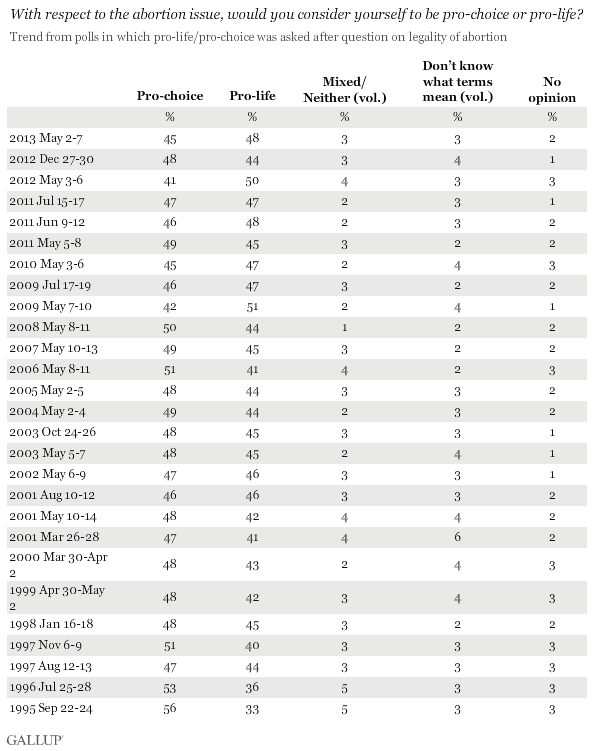 With respect to the abortion issue, would you consider yourself to be pro-choice or pro-life?
Trend from polls in which pro-life/pro-choice was asked after question on legality of abortion
Pro-choice Pro-life Mixed/ Neither (vol.) Don't know what terms mean (vol.) No opinion
% % % % %
2013 May 2-7 45 48 3 3 2
2012 Dec 27-30 48 44 3 4 1
2012 May 3-6 41 50 4 3 3
2011 Jul 15-17 47 47 2 3 1
2011 Jun 9-12 46 48 2 3 2
2011 May 5-8 49 45 3 2 2
2010 May 3-6 45 47 2 4 3
2009 Jul 17-19 46 47 3 2 2
2009 May 7-10 42 51 2 4 1
2008 May 8-11 50 44 1 2 2
2007 May 10-13 49 45 3 2 2
2006 May 8-11 51 41 4 2 3
2005 May 2-5 48 44 3 3 2
2004 May 2-4 49 44 2 3 2
2003 Oct 24-26 48 45 3 3 1
2003 May 5-7 48 45 2 4 1
2002 May 6-9 47 46 3 3 1
2001 Aug 10-12 46 46 3 3 2
2001 May 10-14 48 42 4 4 2
2001 Mar 26-28 47 41 4 6 2
2000 Mar 30-Apr 2 48 43 2 4 3
1999 Apr 30-May 2 48 42 3 4 3
1998 Jan 16-18 48 45 3 2 2
1997 Nov 6-9 51 40 3 3 3
1997 Aug 12-13 47 44 3 3 3
1996 Jul 25-28 53 36 5 3 3
1995 Sep 22-24 56 33 5 3 3
GALLUP